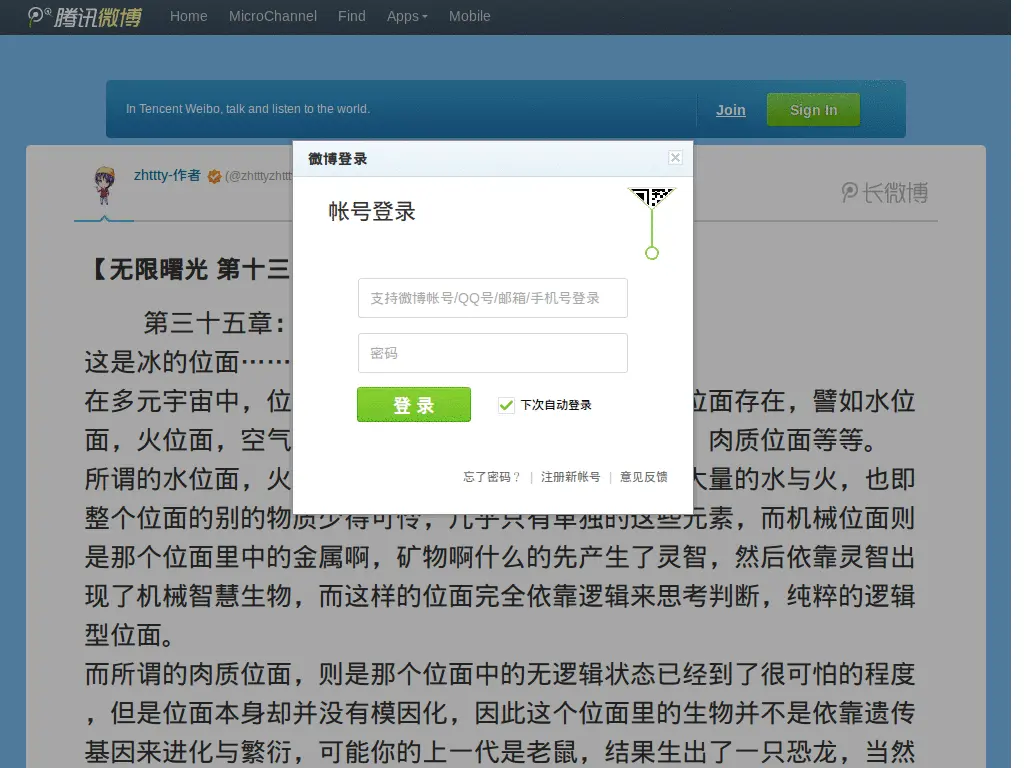 腾讯微博 Home MicroChannel Find Apps Mobile
In Tencent Weibo, talk and listen to the world. Join Sign In
微博登录
zhttty-作者 (@zhttyzhttt
长微博
帐号登录
【无限曙光 第十三
支持微博帐号/QQ号/邮箱/手机号登录
第三十五章：
密码
这是冰的位面……
登 录 下次自动登录
在多元宇宙中，位 位面存在，譬如水位
面，火位面，空气 肉质位面等等。
忘了密码？ | 注册新帐号 | 意见反馈
所谓的水位面，火 大量的水与火，也即
整个位面的别的物质少得可怜，几乎只有单独的这些元素，而机械位面则
是那个位面里中的金属啊，矿物啊什么的先产生了灵智，然后依靠灵智出
现了机械智慧生物，而这样的位面完全依靠逻辑来思考判断，纯粹的逻辑
型位面。
而所谓的肉质位面，则是那个位面中的无逻辑状态已经到了很可怕的程度
，但是位面本身却并没有模因化，因此这个位面里的生物并不是依靠遗传
基因来进化与繁衍，可能你的上一代是老鼠，结果生出了一只恐龙，当然